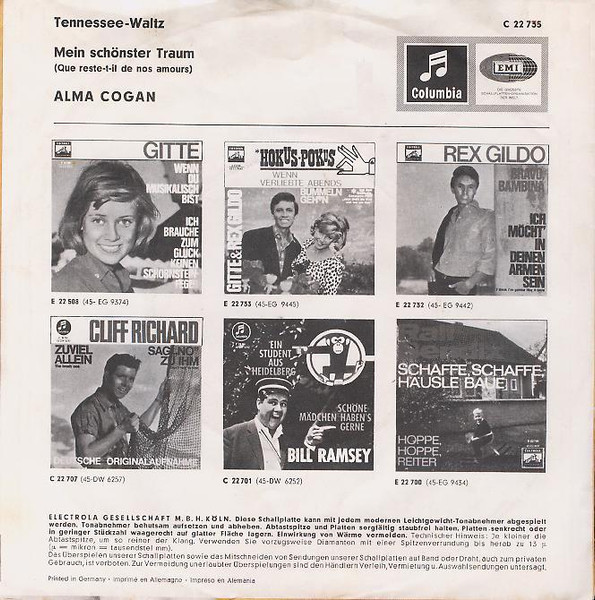 Tennessee-Waltz
C 22 735
Mein schönster Traum
(Que reste-t-il de nos amours)
ALMA COGAN
Columbia
EMI
GITTE
WENN
DU
MUSIKALISCH
BIST
ICH
BRAUCHE
ZUM
GLÜCK
KEINEN
SCHORNSTEIN-
FEGER
E 22 588 (45- EG 9374)
"HOKUS-POKUS
WENN
VERLIEBTE ABENDS
BUMMELN
GEH'N
GITTE & REX GILDO
E 22 733 (45-EG 9445)
REX GILDO
BRAVO,
BAMBINA
ICH
MÖCHT'
IN
DEINEN
ARMEN
SEIN
E 22 732 (45-EG 9442)
CLIFF RICHARD
ZUVIEL
ALLEIN
SAG "NO"
ZU IHM
DEUTSCHE ORIGINALAUFNAHME
C 22 707 (45-DW 6257)
EIN
STUDENT
AUS
HEIDELBERG
SCHÖNE
MÄDCHEN HABEN'S
GERNE
BILL RAMSEY
C 22 701 (45-DW 6252)
SCHAFFE, SCHAFFE,
HÄUSLE BAUE
HOPPE,
HOPPE,
REITER
E 22 700 (45-EG 9434)
ELECTROLA GESELLSCHAFT M. B. H. KÖLN. Diese Schallplatte kann mit jedem modernen Leichtgewicht-Tonabnehmer abgespielt
werden. Tonabnehmer behutsam aufsetzen und abheben. Abtastspitze und Platten sorgfältig staubfrei halten. Platten senkrecht oder
in geringer Stückzahl waagerecht auf glatter Fläche lagern. Einwirkung von Wärme vermeiden. Technischer Hinweis: Je kleiner die
Abtastspitze, um so reiner der Klang. Verwenden Sie vorzugsweise Diamanten mit einer Spitzenverrundung bis herab zu 15 µ.
(µ = mikron = tausendstel mm).
Das Überspielen unserer Schallplatten sowie das Mitschneiden von Sendungen unserer Schallplatten auf Band oder Draht, auch zum privaten
Gebrauch, ist verboten. Zur Vermeidung unerlaubter Überspielungen sind den Händlern Verleih, Vermietung u. Auswahlsendungen untersagt.
Printed in Germany - Imprimé en Allemagne - Impreso en Alemania